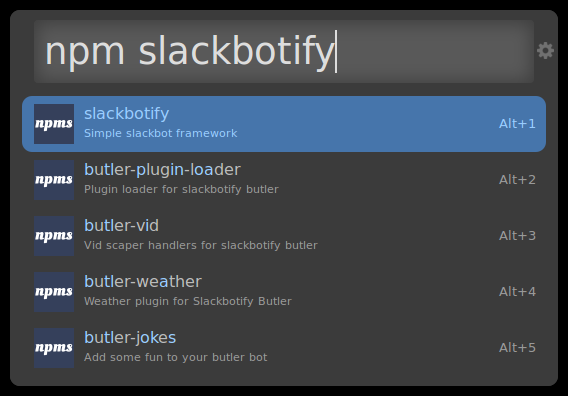 npm slackbotify
npms slackbotify Alt+1
Simple slackbot framework
npms butler-plugin-loader Alt+2
Plugin loader for slackbotify butler
npms butler-vid Alt+3
Vid scaper handlers for slackbotify butler
npms butler-weather Alt+4
Weather plugin for Slackbotify Butler
npms butler-jokes Alt+5
Add some fun to your butler bot